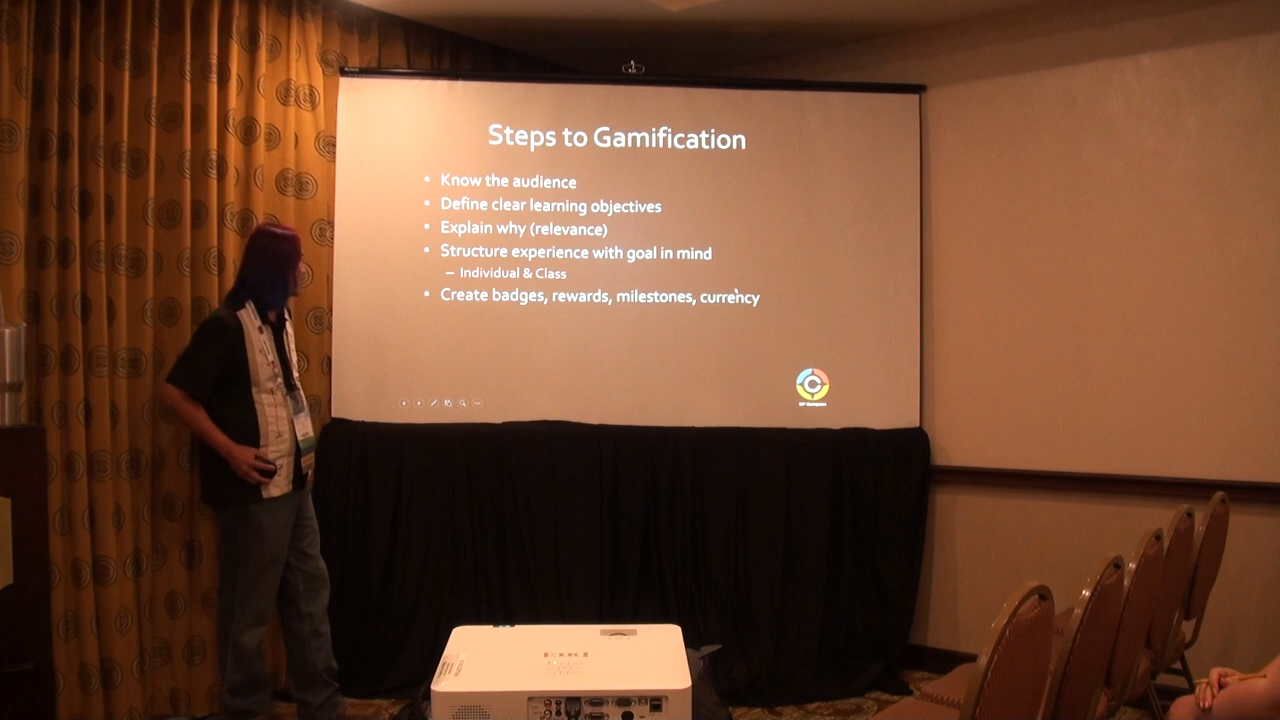 Steps to Gamification
• Know the audience
• Define clear learning objectives
• Explain why (relevance)
• Structure experience with goal in mind
– Individual & Class
• Create badges, rewards, milestones, currency
C
EIKI